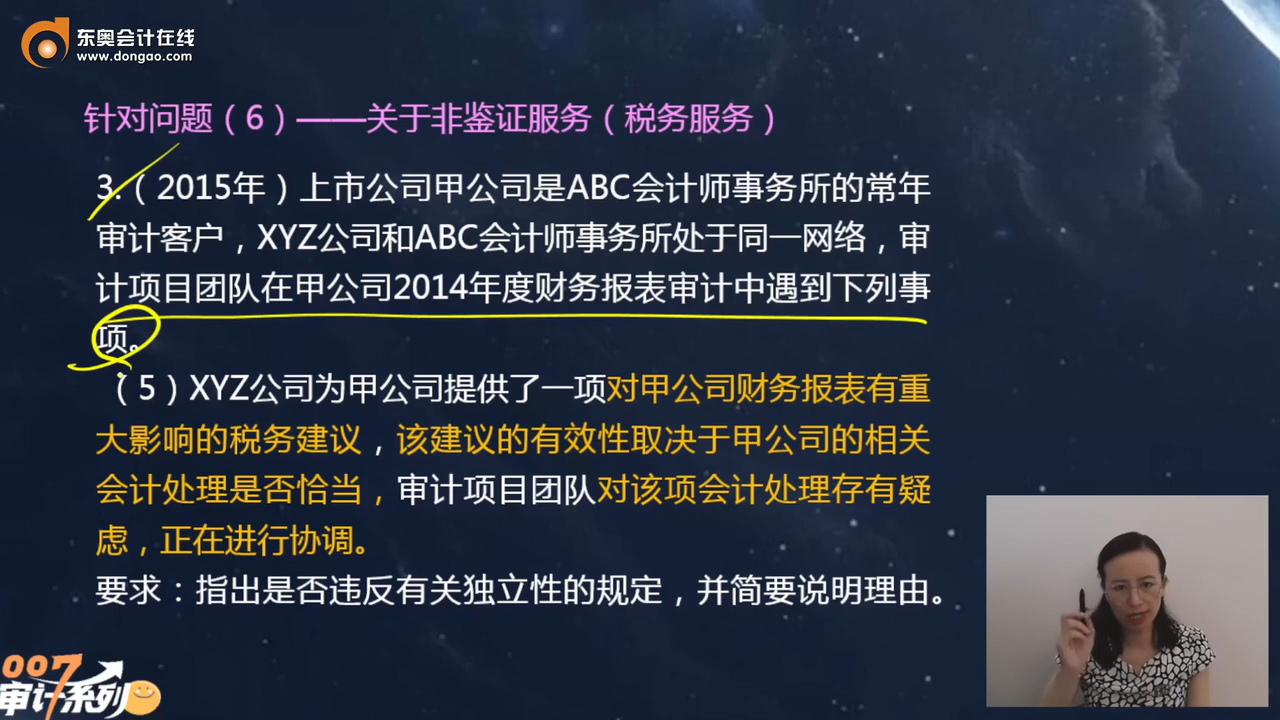 东奥会计在线
www.dongao.com
针对问题（6）——关于非鉴证服务（税务服务）
3.（2015年）上市公司甲公司是ABC会计师事务所的常年
审计客户，XYZ公司和ABC会计师事务所处于同一网络，审
计项目团队在甲公司2014年度财务报表审计中遇到下列事
项。
（5）XYZ公司为甲公司提供了一项对甲公司财务报表有重
大影响的税务建议，该建议的有效性取决于甲公司的相关
会计处理是否恰当，审计项目团队对该项会计处理存有疑
虑，正在进行协调。
要求：指出是否违反有关独立性的规定，并简要说明理由。
007
审计系列